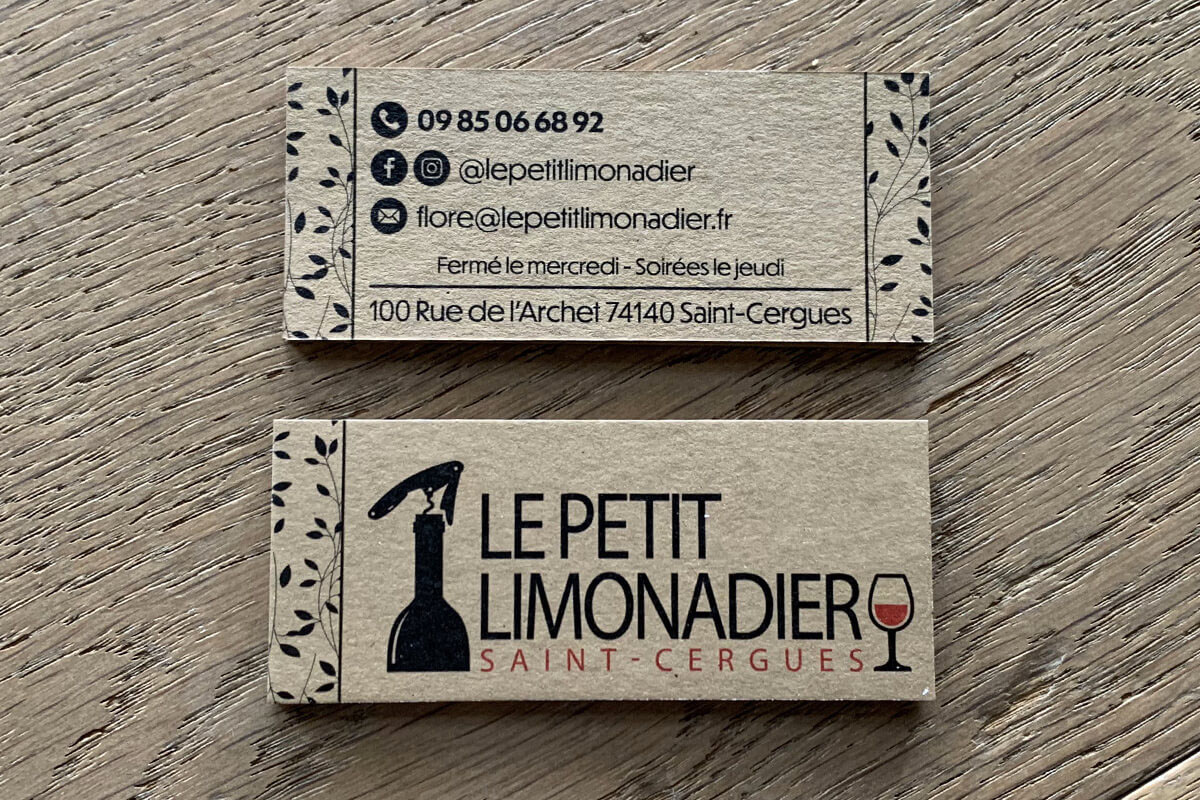 09 85 06 68 92
@lepetitlimonadier
flore@lepetitlimonadier.fr
Fermé le mercredi - Soirées le jeudi
100 Rue de l'Archet 74140 Saint-Cergues
LE PETIT
LIMONADIER
SAINT-CERGUES